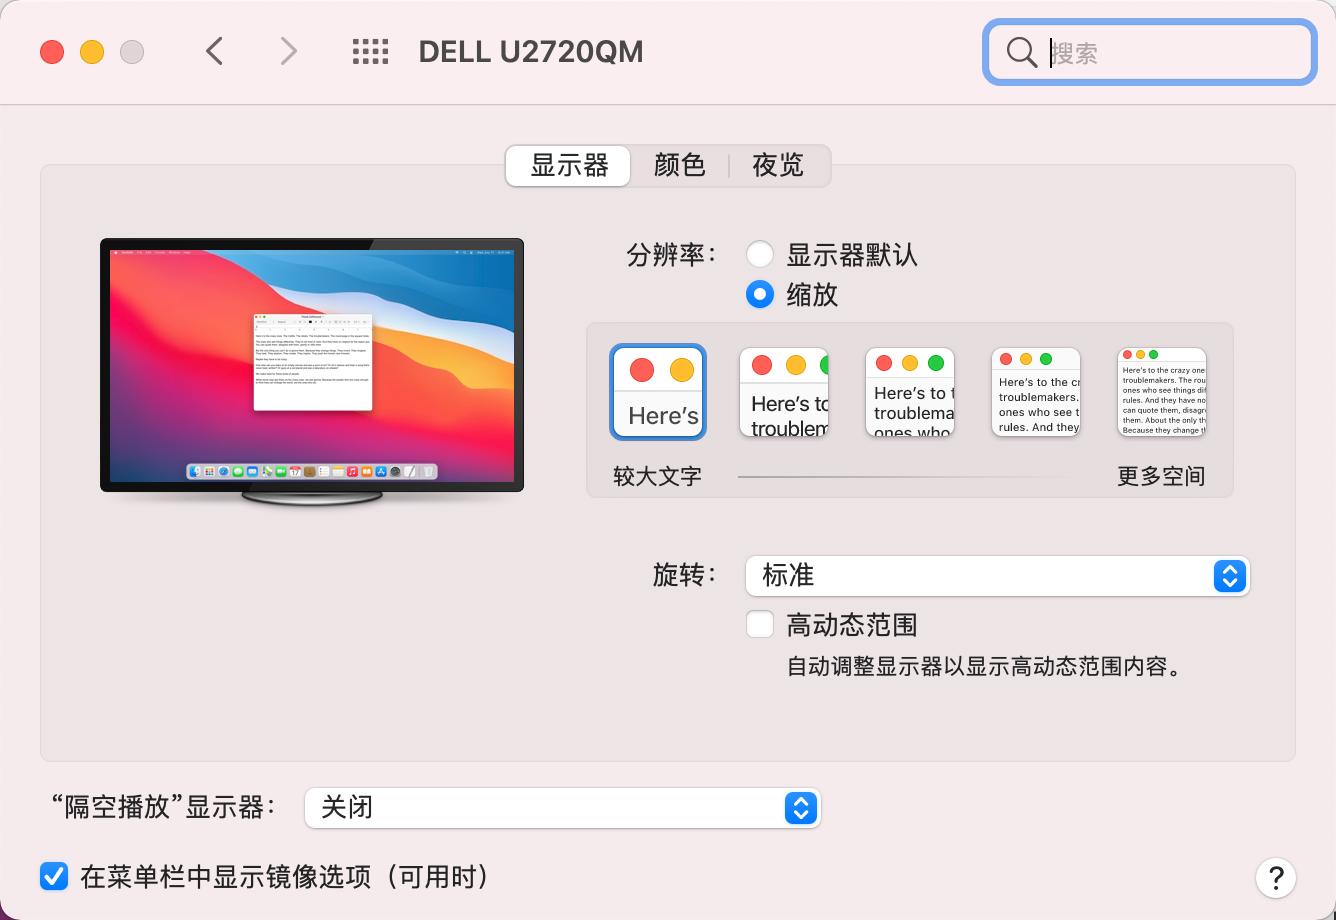 DELL U2720QM
搜索
显示器
颜色
夜览
分辨率：
显示器默认
缩放
Here's
Here's to
troublem
Here's to t
troublema
ones who
Here's to the cr
troublemakers.
ones who see t
rules. And they
Here's to the crazy one
troublemakers. The rou
ones who see things dif
rules. And they have no
can quote them, disagr
them. About the only th
Because they change t
较大文字
更多空间
旋转：
标准
高动态范围
自动调整显示器以显示高动态范围内容。
“隔空播放”显示器：
关闭
在菜单栏中显示镜像选项（可用时）
?